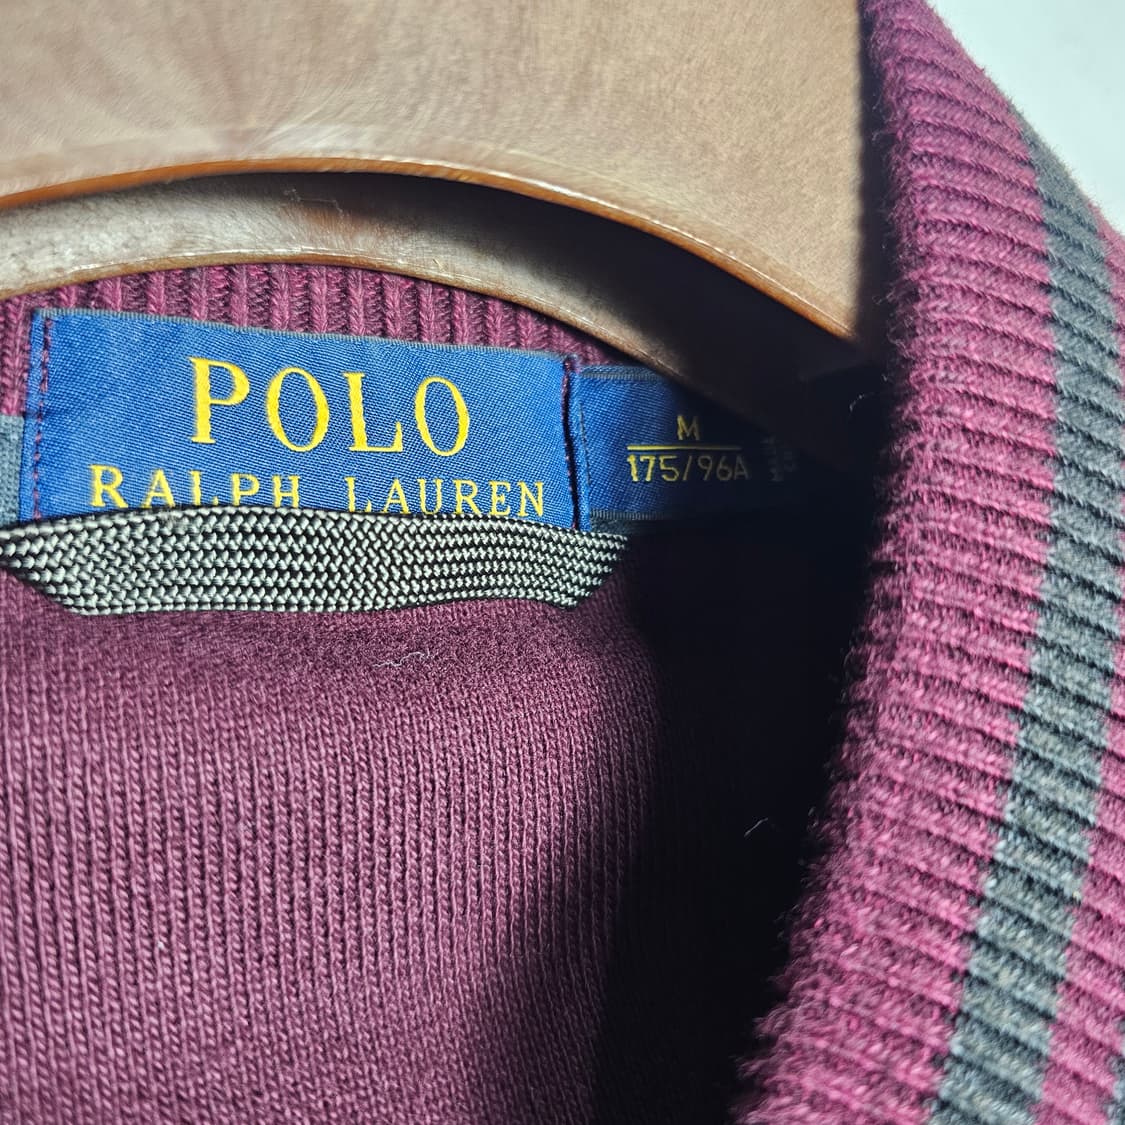 POLO
RALPH LAUREN
M
175/96A